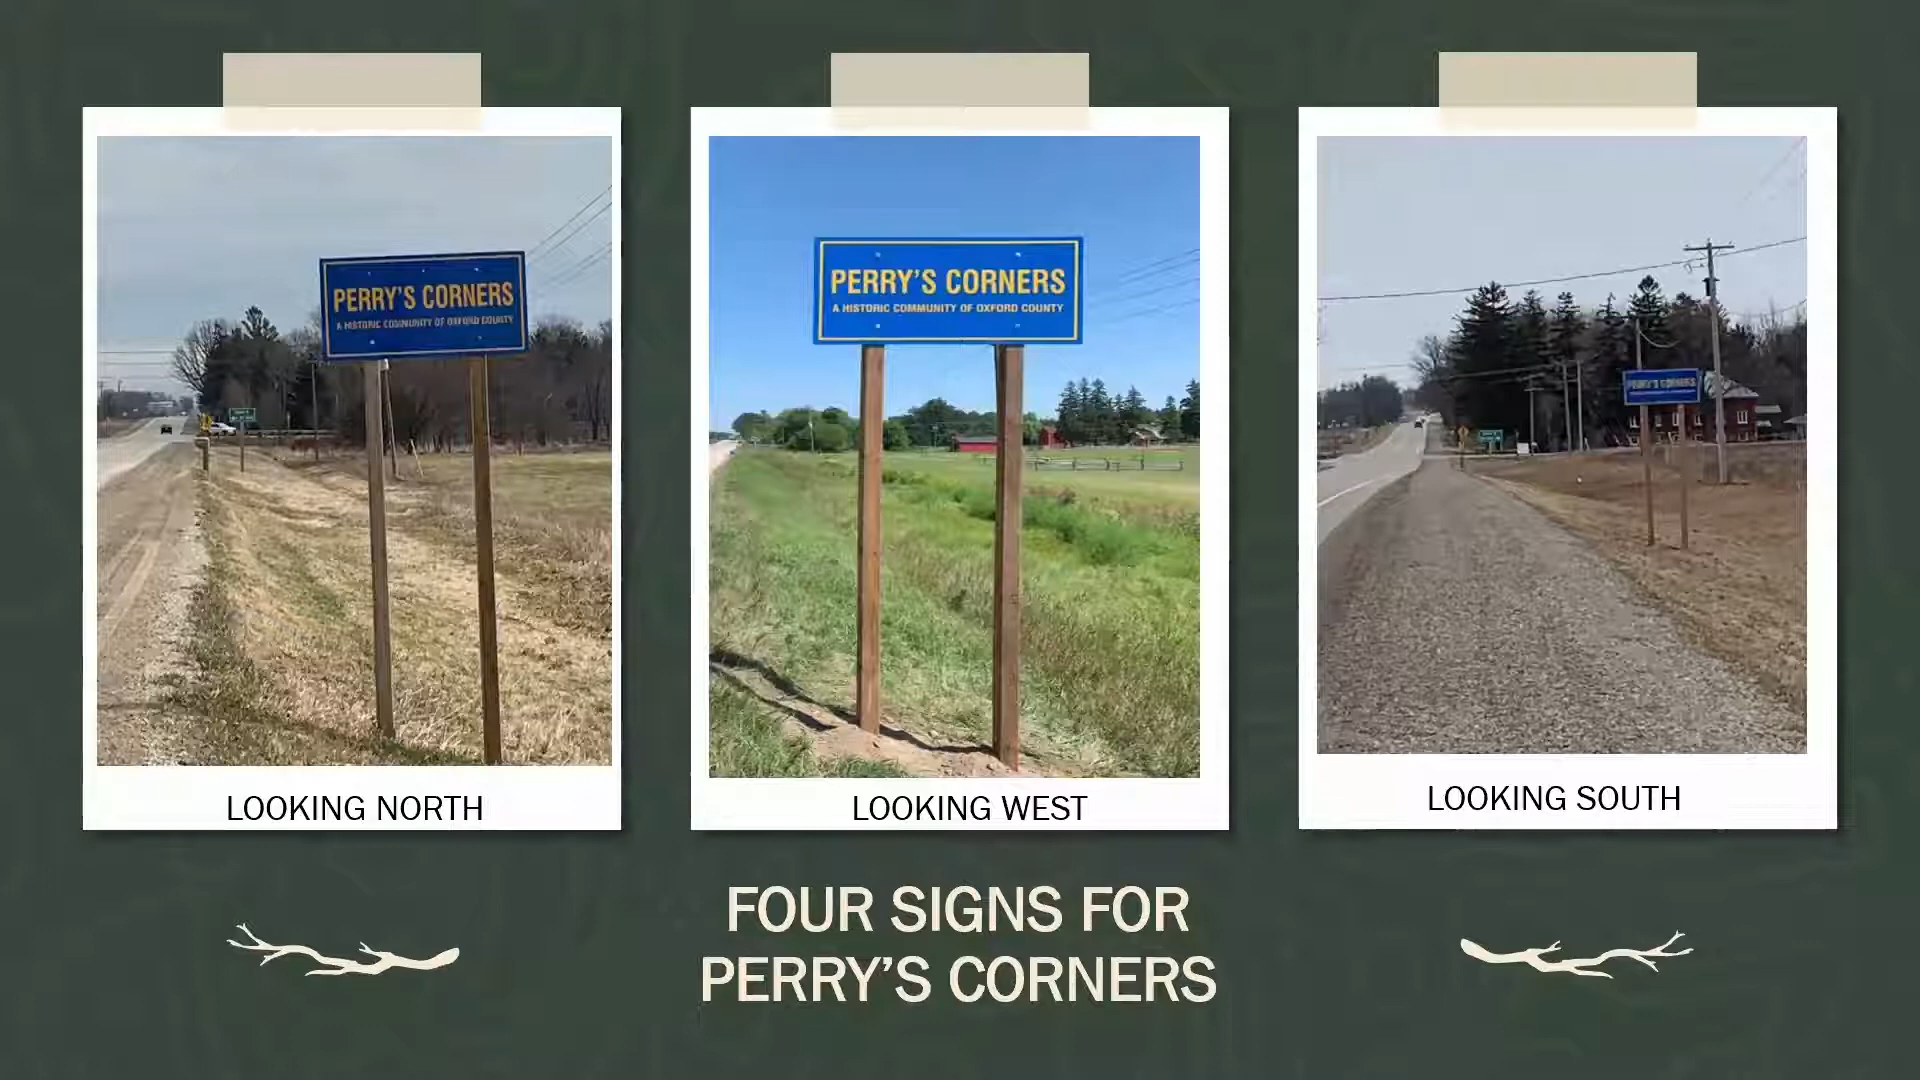 PERRY'S CORNERS
A HISTORIC COMMUNITY OF OXFORD COUNTY
LOOKING NORTH
PERRY'S CORNERS
A HISTORIC COMMUNITY OF OXFORD COUNTY
LOOKING WEST
PERRY'S CORNERS
LOOKING SOUTH
FOUR SIGNS FOR
PERRY'S CORNERS